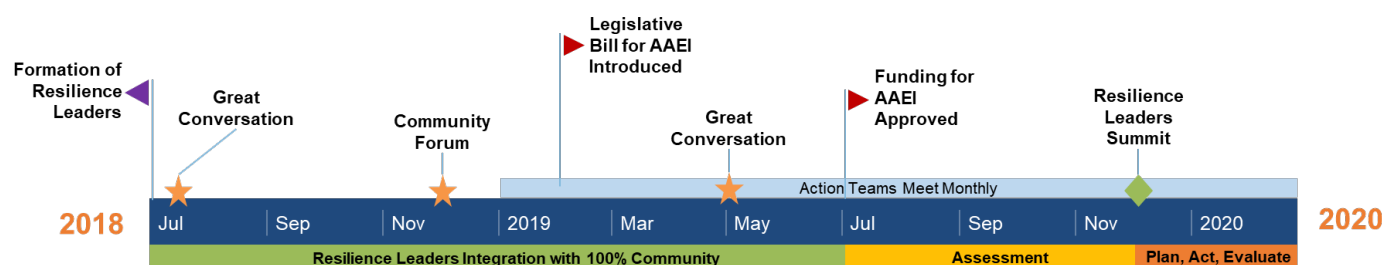 Formation of
Resilience
Leaders
Great
Conversation
Community
Forum
Legislative
Bill for AAEI
Introduced
Great
Conversation
Funding for
AAEI
Approved
Resilience
Leaders
Summit
Action Teams Meet Monthly
2018
Jul
Sep
Nov
2019
Mar
May
Jul
Sep
Nov
2020
2020
Resilience Leaders Integration with 100% Community
Assessment
Plan, Act, Evaluate